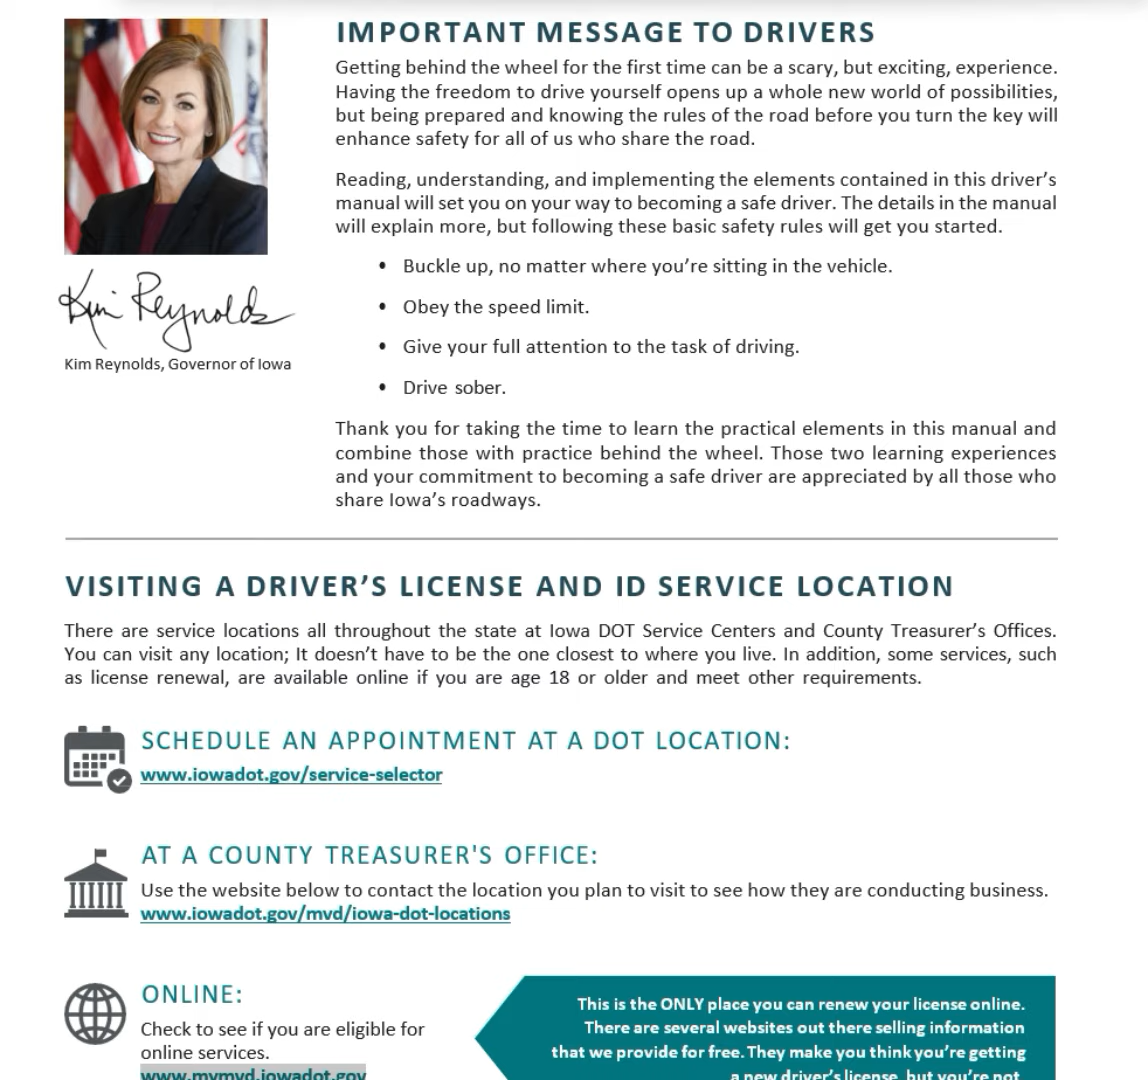 IMPORTANT MESSAGE TO DRIVERS
Getting behind the wheel for the first time can be a scary, but exciting, experience.
Having the freedom to drive yourself opens up a whole new world of possibilities,
but being prepared and knowing the rules of the road before you turn the key will
enhance safety for all of us who share the road.
Reading, understanding, and implementing the elements contained in this driver’s
manual will set you on your way to becoming a safe driver. The details in the manual
will explain more, but following these basic safety rules will get you started.
• Buckle up, no matter where you’re sitting in the vehicle.
• Obey the speed limit.
• Give your full attention to the task of driving.
• Drive sober.
Thank you for taking the time to learn the practical elements in this manual and
combine those with practice behind the wheel. Those two learning experiences
and your commitment to becoming a safe driver are appreciated by all those who
share Iowa’s roadways.
Kim Reynolds
Kim Reynolds, Governor of Iowa
VISITING A DRIVER’S LICENSE AND ID SERVICE LOCATION
There are service locations all throughout the state at Iowa DOT Service Centers and County Treasurer’s Offices.
You can visit any location; It doesn’t have to be the one closest to where you live. In addition, some services, such
as license renewal, are available online if you are age 18 or older and meet other requirements.
SCHEDULE AN APPOINTMENT AT A DOT LOCATION:
www.iowadot.gov/service-selector
AT A COUNTY TREASURER'S OFFICE:
Use the website below to contact the location you plan to visit to see how they are conducting business.
www.iowadot.gov/mvd/iowa-dot-locations
ONLINE:
Check to see if you are eligible for
online services.
www.mymvd.iowadot.gov
This is the ONLY place you can renew your license online.
There are several websites out there selling information
that we provide for free. They make you think you’re getting
a new driver’s license, but you’re not.